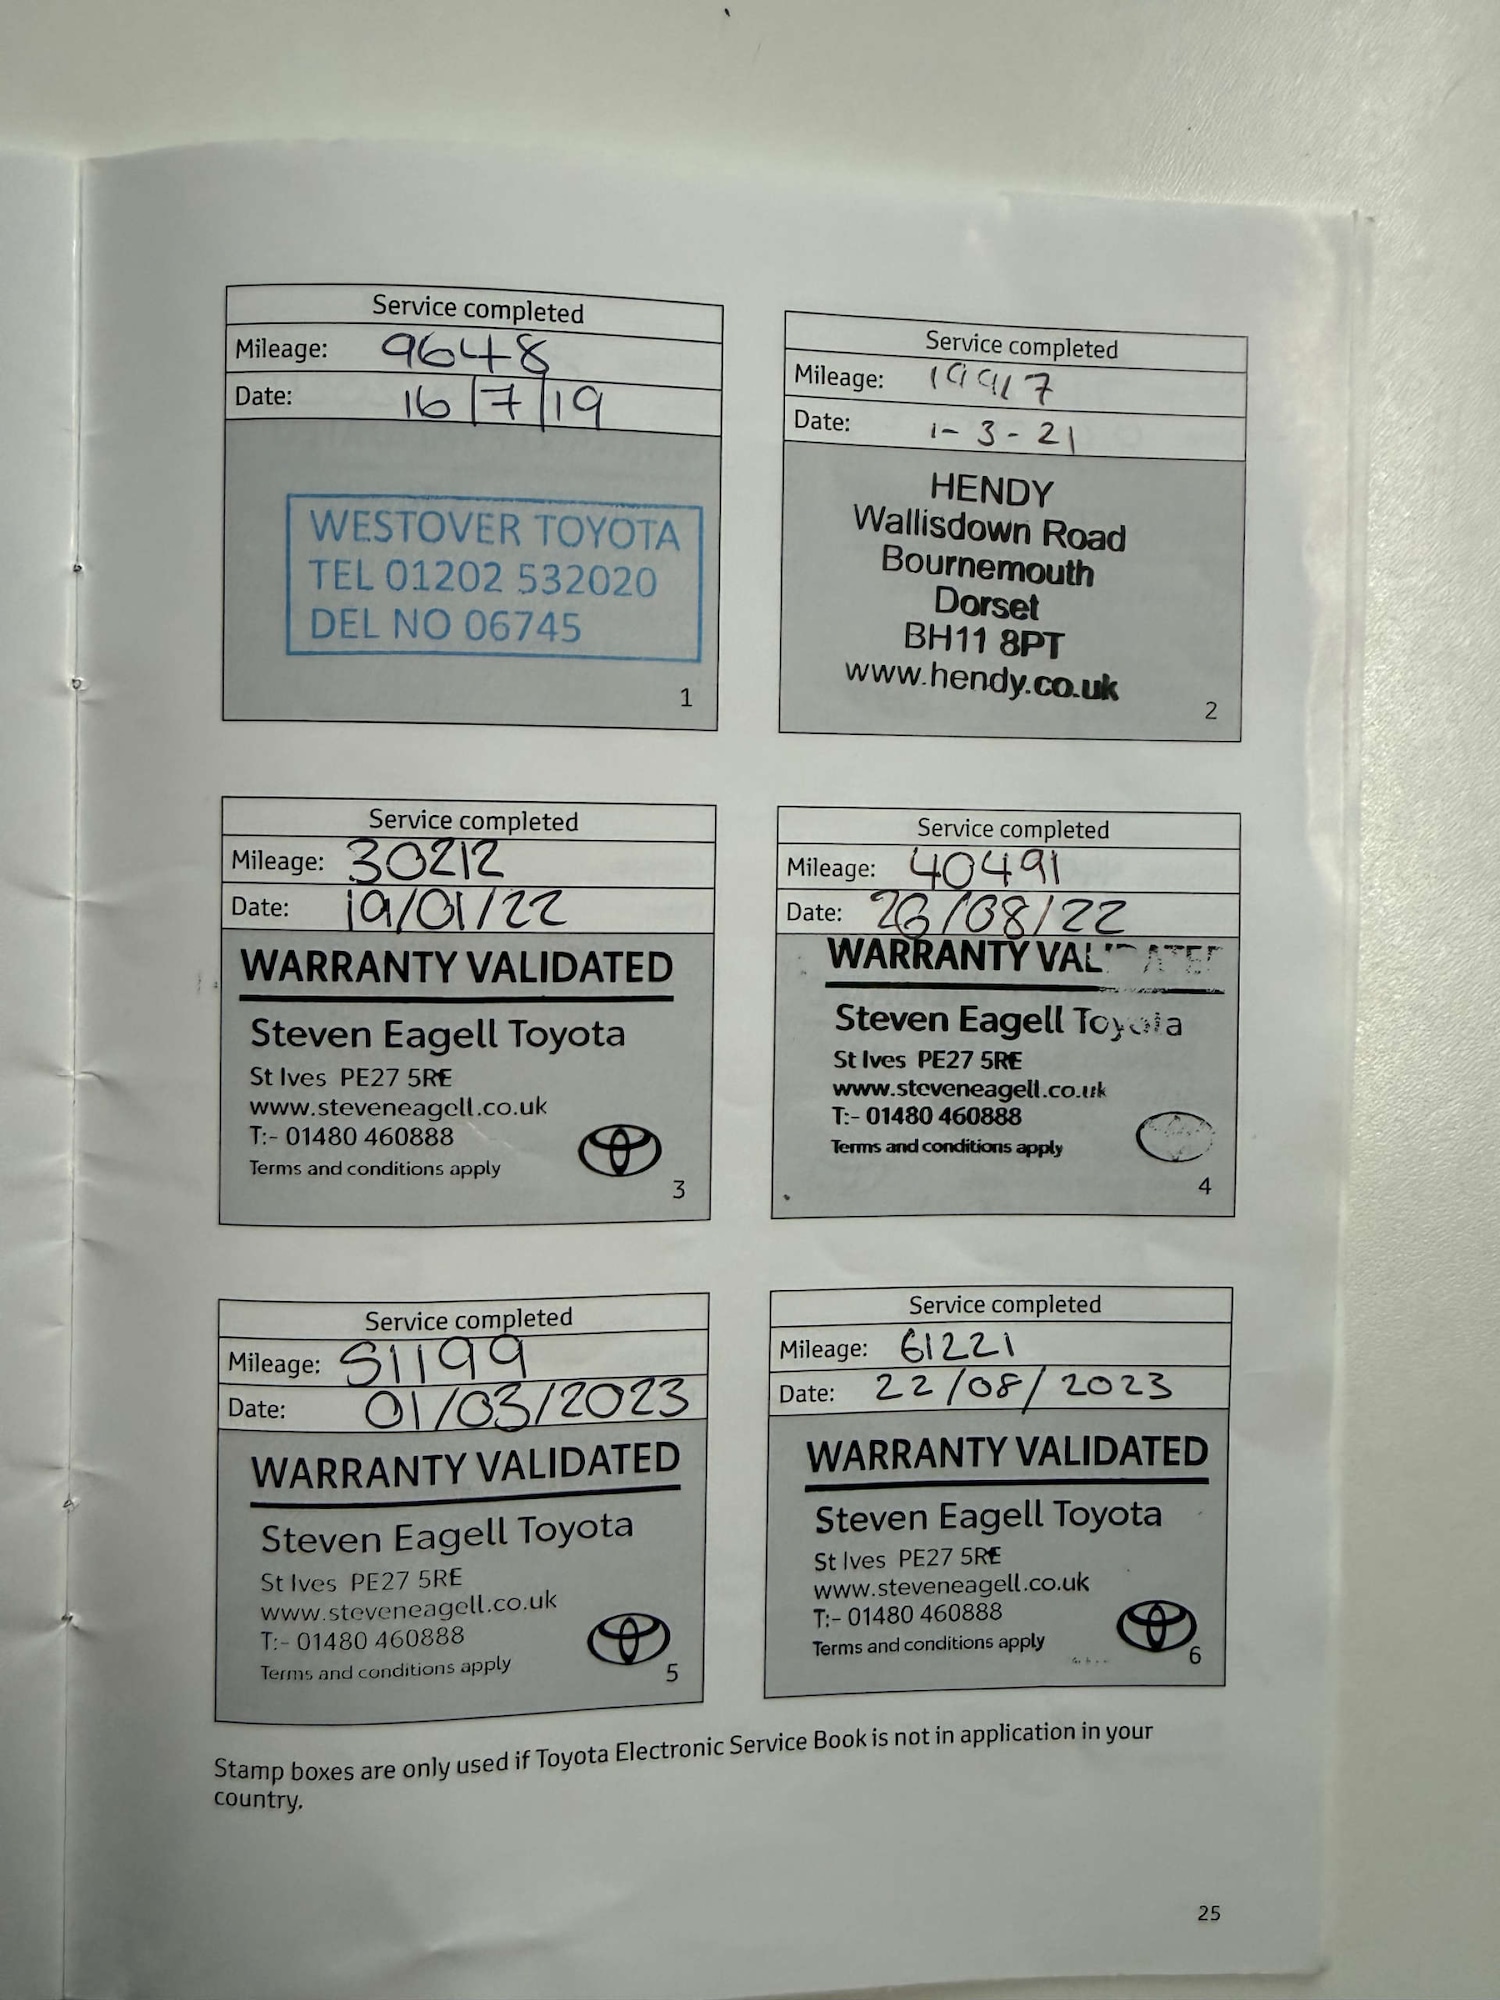 Service completed
Mileage: 9648
Date: 16/7/19
WESTOVER TOYOTA
TEL 01202 532020
DEL NO 06745
1
Service completed
Mileage: 19917
Date: 1-3-21
HENDY
Wallisdown Road
Bournemouth
Dorset
BH11 8PT
www.hendy.co.uk
2
Service completed
Mileage: 30212
Date: 19/01/22
WARRANTY VALIDATED
Steven Eagell Toyota
St Ives PE27 5RE
www.steveneagell.co.uk
T:- 01480 460888
Terms and conditions apply
3
Service completed
Mileage: 40491
Date: 26/08/22
WARRANTY VALIDATED
Steven Eagell Toyota
St Ives PE27 5RE
www.steveneagell.co.uk
T:- 01480 460888
Terms and conditions apply
4
Service completed
Mileage: 51199
Date: 01/03/2023
WARRANTY VALIDATED
Steven Eagell Toyota
St Ives PE27 5RE
www.steveneagell.co.uk
T:- 01480 460888
Terms and conditions apply
5
Service completed
Mileage: 61221
Date: 22/08/2023
WARRANTY VALIDATED
Steven Eagell Toyota
St Ives PE27 5RE
www.steveneagell.co.uk
T:- 01480 460888
Terms and conditions apply
6
Stamp boxes are only used if Toyota Electronic Service Book is not in application in your
country.
25